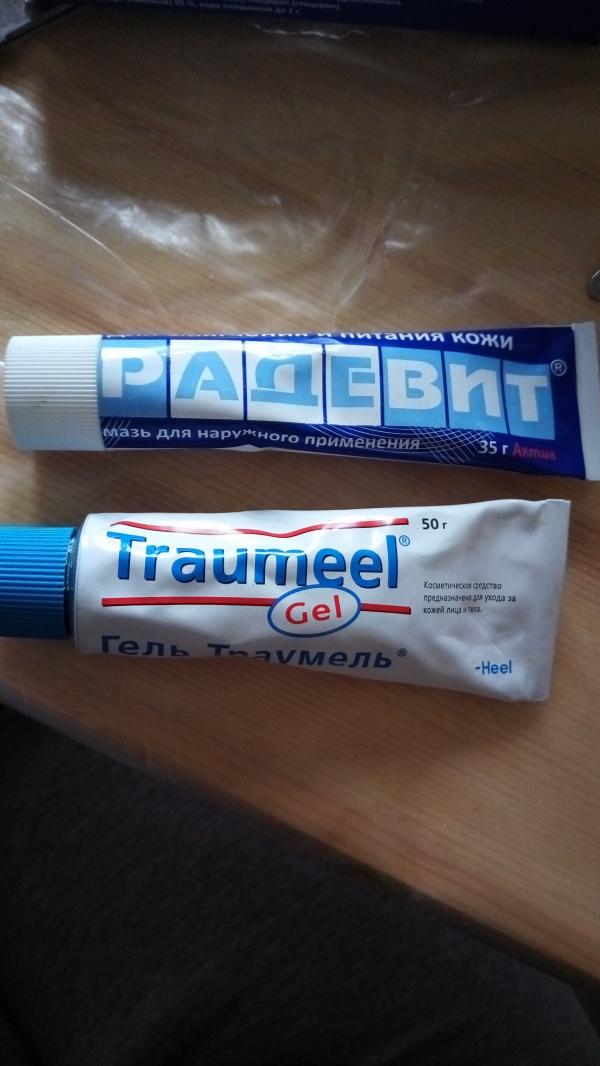 и питания кожи
РАДЕВИТ®
мазь для наружного применения
35 г Актив
50 г
Traumeel®
Gel
Косметическое средство
предназначено для ухода за
кожей лица и тела.
Гель Траумель®
-Heel